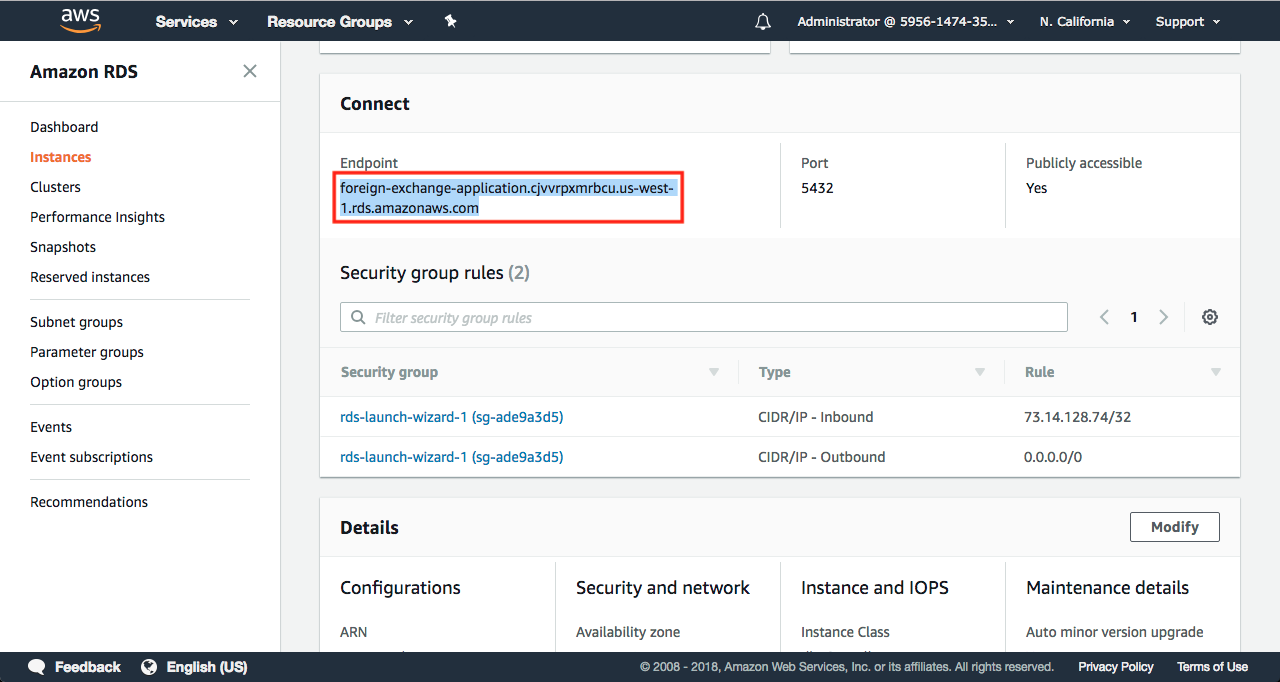 aws Services Resource Groups Administrator @ 5956-1474-35... N. California Support
Amazon RDS
Dashboard
Instances
Clusters
Performance Insights
Snapshots
Reserved instances
Subnet groups
Parameter groups
Option groups
Events
Event subscriptions
Recommendations
Connect
Endpoint
foreign-exchange-application.cjvvrpxmrbcu.us-west-
1.rds.amazonaws.com
Port
5432
Publicly accessible
Yes
Security group rules (2)
Filter security group rules
1
Security group Type Rule
rds-launch-wizard-1 (sg-ade9a3d5) CIDR/IP - Inbound 73.14.128.74/32
rds-launch-wizard-1 (sg-ade9a3d5) CIDR/IP - Outbound 0.0.0.0/0
Details Modify
Configurations
ARN
Security and network
Availability zone
Instance and IOPS
Instance Class
Maintenance details
Auto minor version upgrade
Feedback English (US) © 2008 - 2018, Amazon Web Services, Inc. or its affiliates. All rights reserved. Privacy Policy Terms of Use